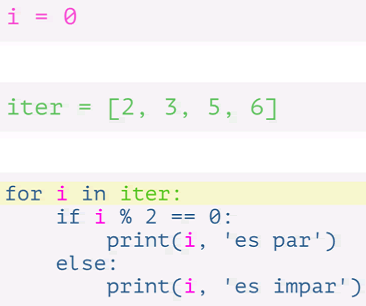 i = 0
iter = [2, 3, 5, 6]
for i in iter:
    if i % 2 == 0:
        print(i, 'es par')
    else:
        print(i, 'es impar')